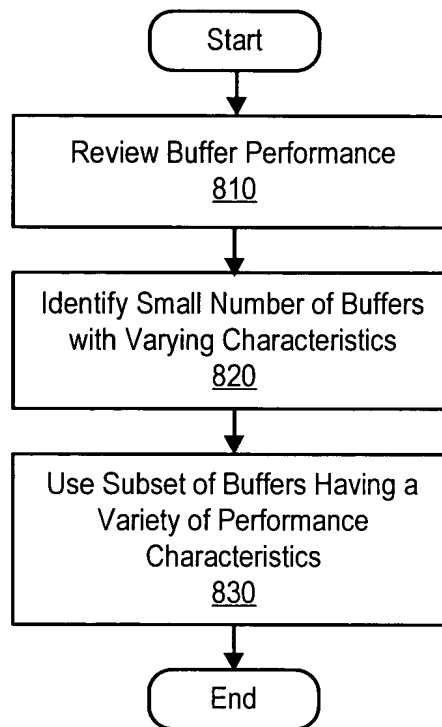 Start
Review Buffer Performance
810
Identify Small Number of Buffers
with Varying Characteristics
820
Use Subset of Buffers Having a
Variety of Performance
Characteristics
830
End